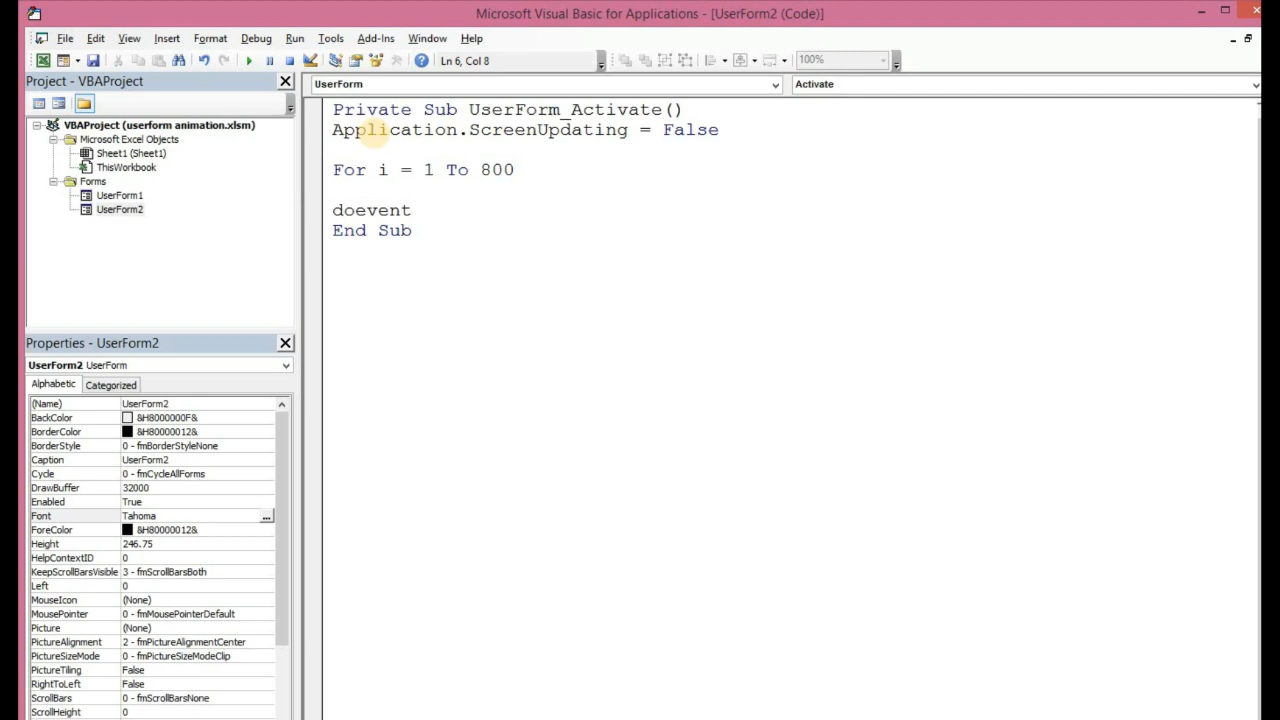 Microsoft Visual Basic for Applications - [UserForm2 (Code)]
File Edit View Insert Format Debug Run Tools Add-Ins Window Help
Ln 6, Col 8
100%
Project - VBAProject
VBAProject (userform animation.xlsm)
Microsoft Excel Objects
Sheet1 (Sheet1)
ThisWorkbook
Forms
UserForm1
UserForm2
Properties - UserForm2
UserForm2 UserForm
Alphabetic Categorized
(Name) UserForm2
BackColor &H8000000F&
BorderColor &H80000012&
BorderStyle 0 - fmBorderStyleNone
Caption UserForm2
Cycle 0 - fmCycleAllForms
DrawBuffer 32000
Enabled True
Font Tahoma ...
ForeColor &H80000012&
Height 246.75
HelpContextID 0
KeepScrollBarsVisible 3 - fmScrollBarsBoth
Left 0
MouseIcon (None)
MousePointer 0 - fmMousePointerDefault
Picture (None)
PictureAlignment 2 - fmPictureAlignmentCenter
PictureSizeMode 0 - fmPictureSizeModeClip
PictureTiling False
RightToLeft False
ScrollBars 0 - fmScrollBarsNone
ScrollHeight 0
UserForm Activate
Private Sub UserForm_Activate()
Application.ScreenUpdating = False
For i = 1 To 800
doevent
End Sub